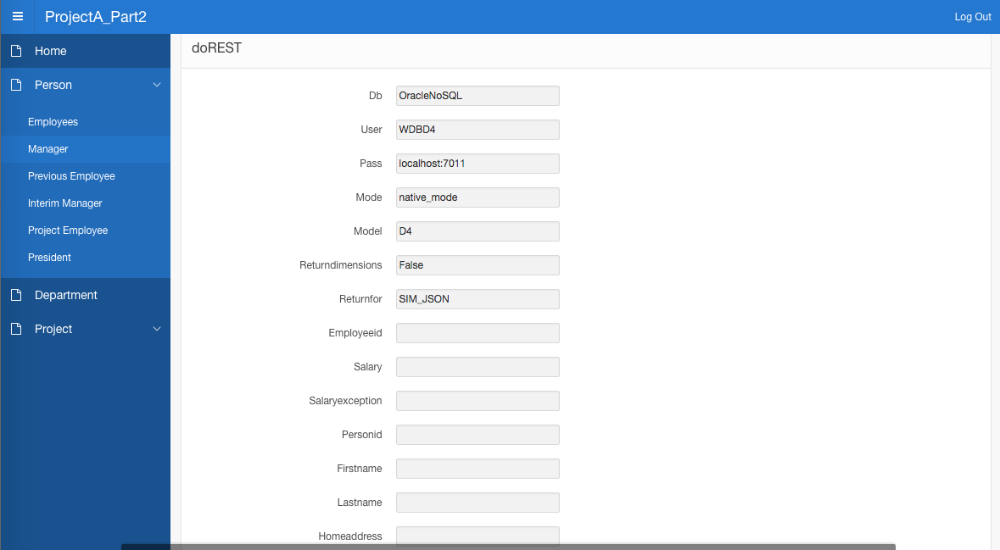 ProjectA_Part2
Log Out
Home
Person
Employees
Manager
Previous Employee
Interim Manager
Project Employee
President
Department
Project
doREST
Db OracleNoSQL
User WDBD4
Pass localhost:7011
Mode native_mode
Model D4
Returndimensions False
Returnfor SIM_JSON
Employeeid
Salary
Salaryexception
Personid
Firstname
Lastname
Homeaddress